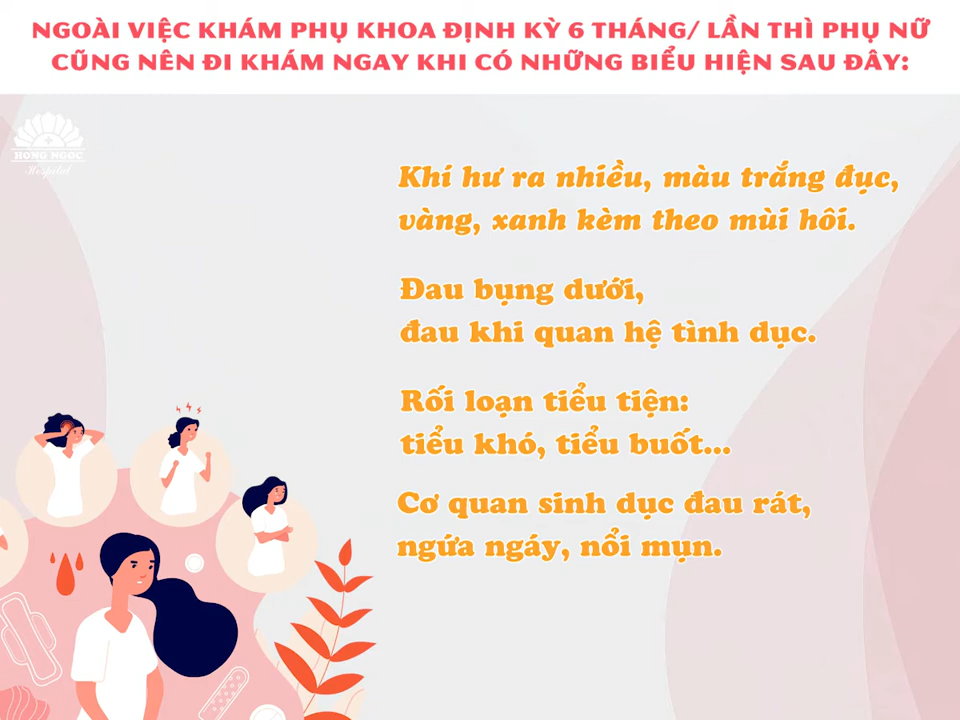 NGOÀI VIỆC KHÁM PHỤ KHOA ĐỊNH KỲ 6 THÁNG/ LẦN THÌ PHỤ NỮ
CŨNG NÊN ĐI KHÁM NGAY KHI CÓ NHỮNG BIỂU HIỆN SAU ĐÂY:
HONG NGOC
Hospital
Khí hư ra nhiều, màu trắng đục,
vàng, xanh kèm theo mùi hôi.
Đau bụng dưới,
đau khi quan hệ tình dục.
Rối loạn tiểu tiện:
tiểu khó, tiểu buốt...
Cơ quan sinh dục đau rát,
ngứa ngáy, nổi mụn.